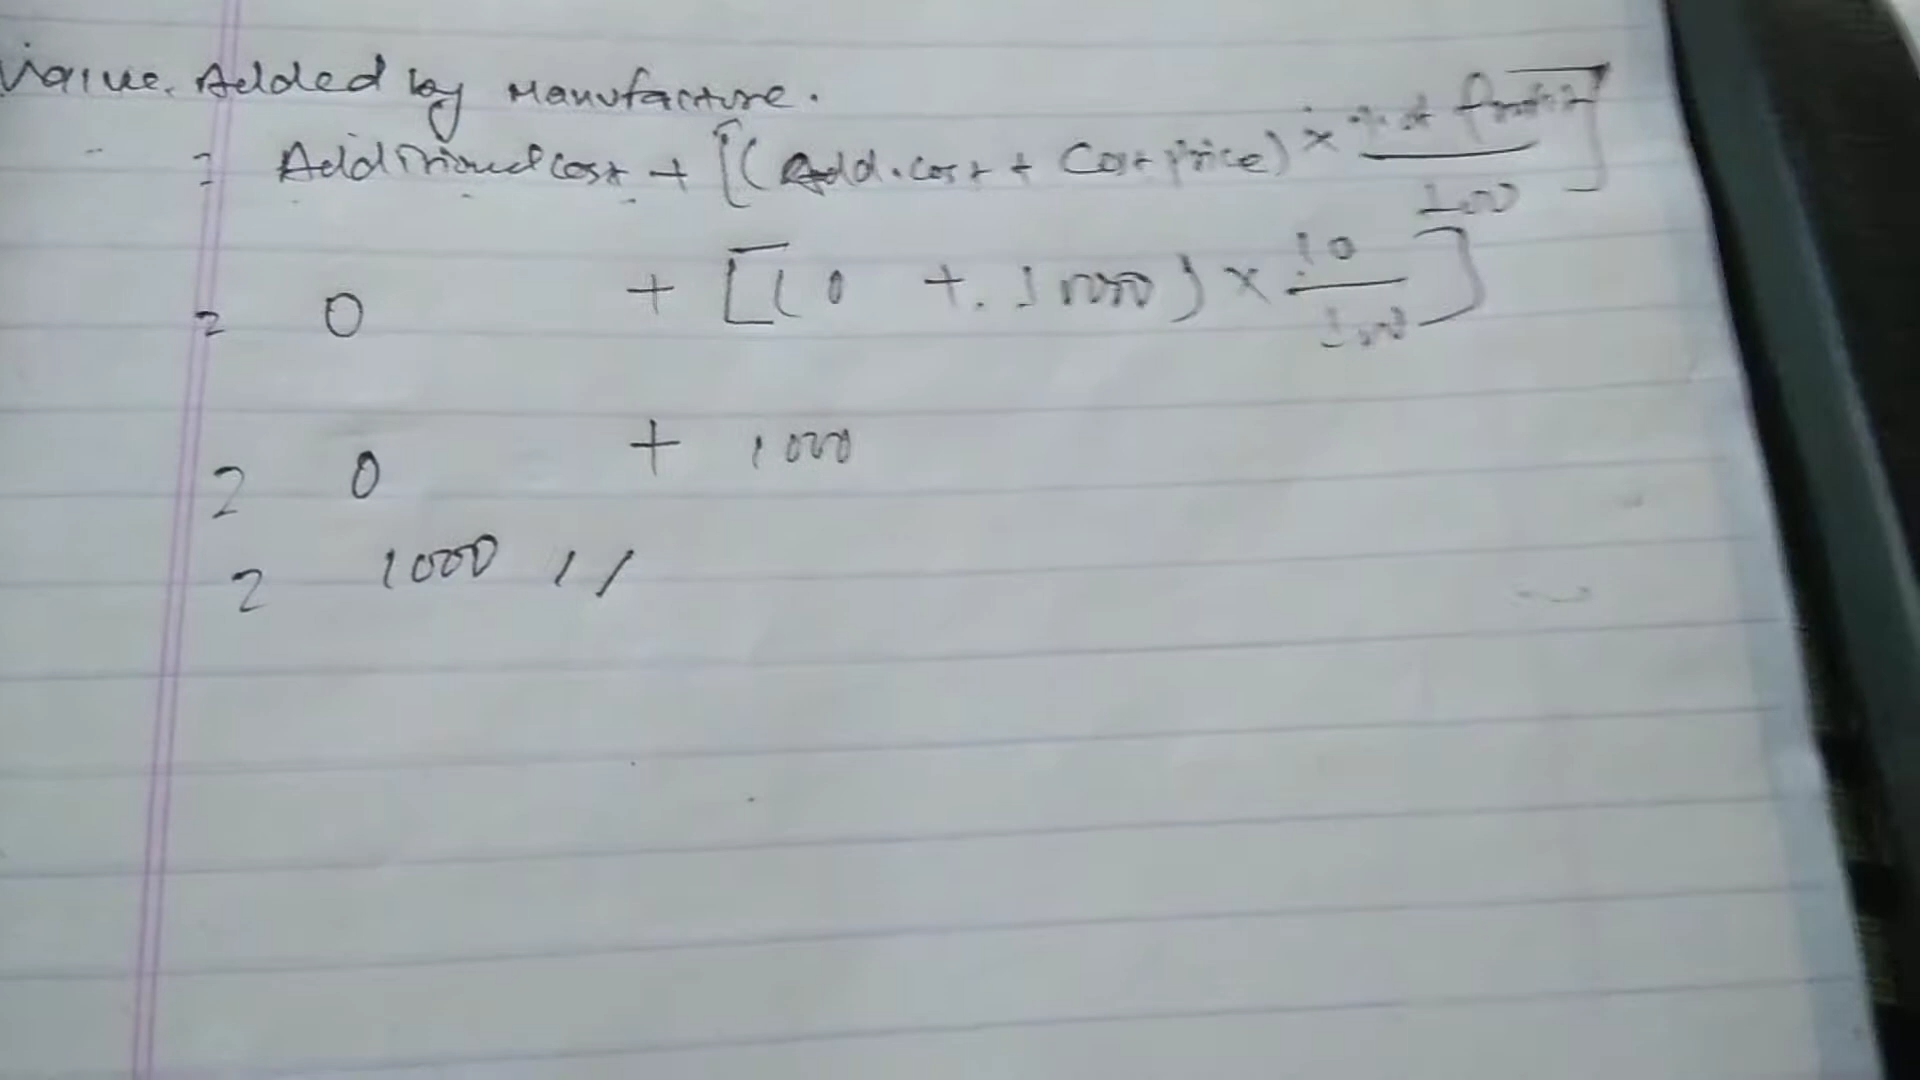 Value. Added by Manufacture.
= Additional cost + [(Add.cost + Cost price) × % of Profit / 100]
= 0 + [(0 + 10000) × 10 / 100]
= 0 + 1000
= 1000 //